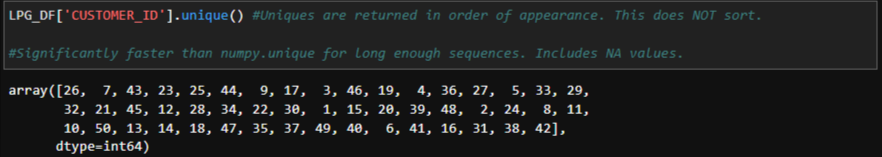 LPG_DF['CUSTOMER_ID'].unique() #Uniques are returned in order of appearance. This does NOT sort.
#Significantly faster than numpy.unique for long enough sequences. Includes NA values.
array([26, 7, 43, 23, 25, 44, 9, 17, 3, 46, 19, 4, 36, 27, 5, 33, 29,
32, 21, 45, 12, 28, 34, 22, 30, 1, 15, 20, 39, 48, 2, 24, 8, 11,
10, 50, 13, 14, 18, 47, 35, 37, 49, 40, 6, 41, 16, 31, 38, 42],
dtype=int64)